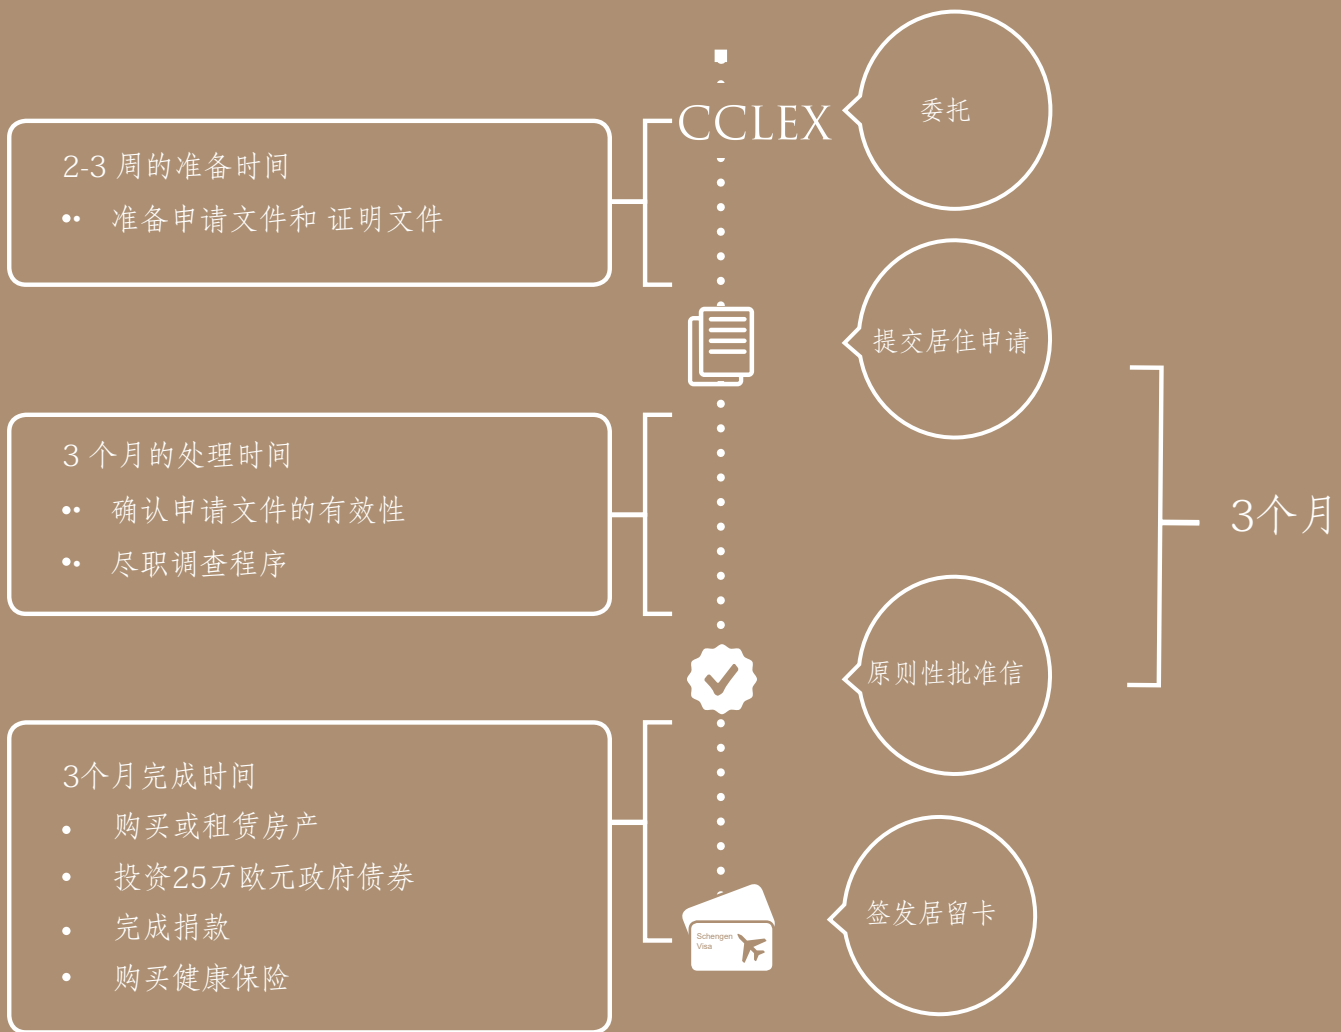 CCLEX
委托
2-3 周的准备时间
•• 准备申请文件和 证明文件
提交居住申请
3 个月的处理时间
•• 确认申请文件的有效性
•• 尽职调查程序
3个月
原则性批准信
3个月完成时间
• 购买或租赁房产
• 投资25万欧元政府债券
• 完成捐款
• 购买健康保险
签发居留卡
Schengen
Visa